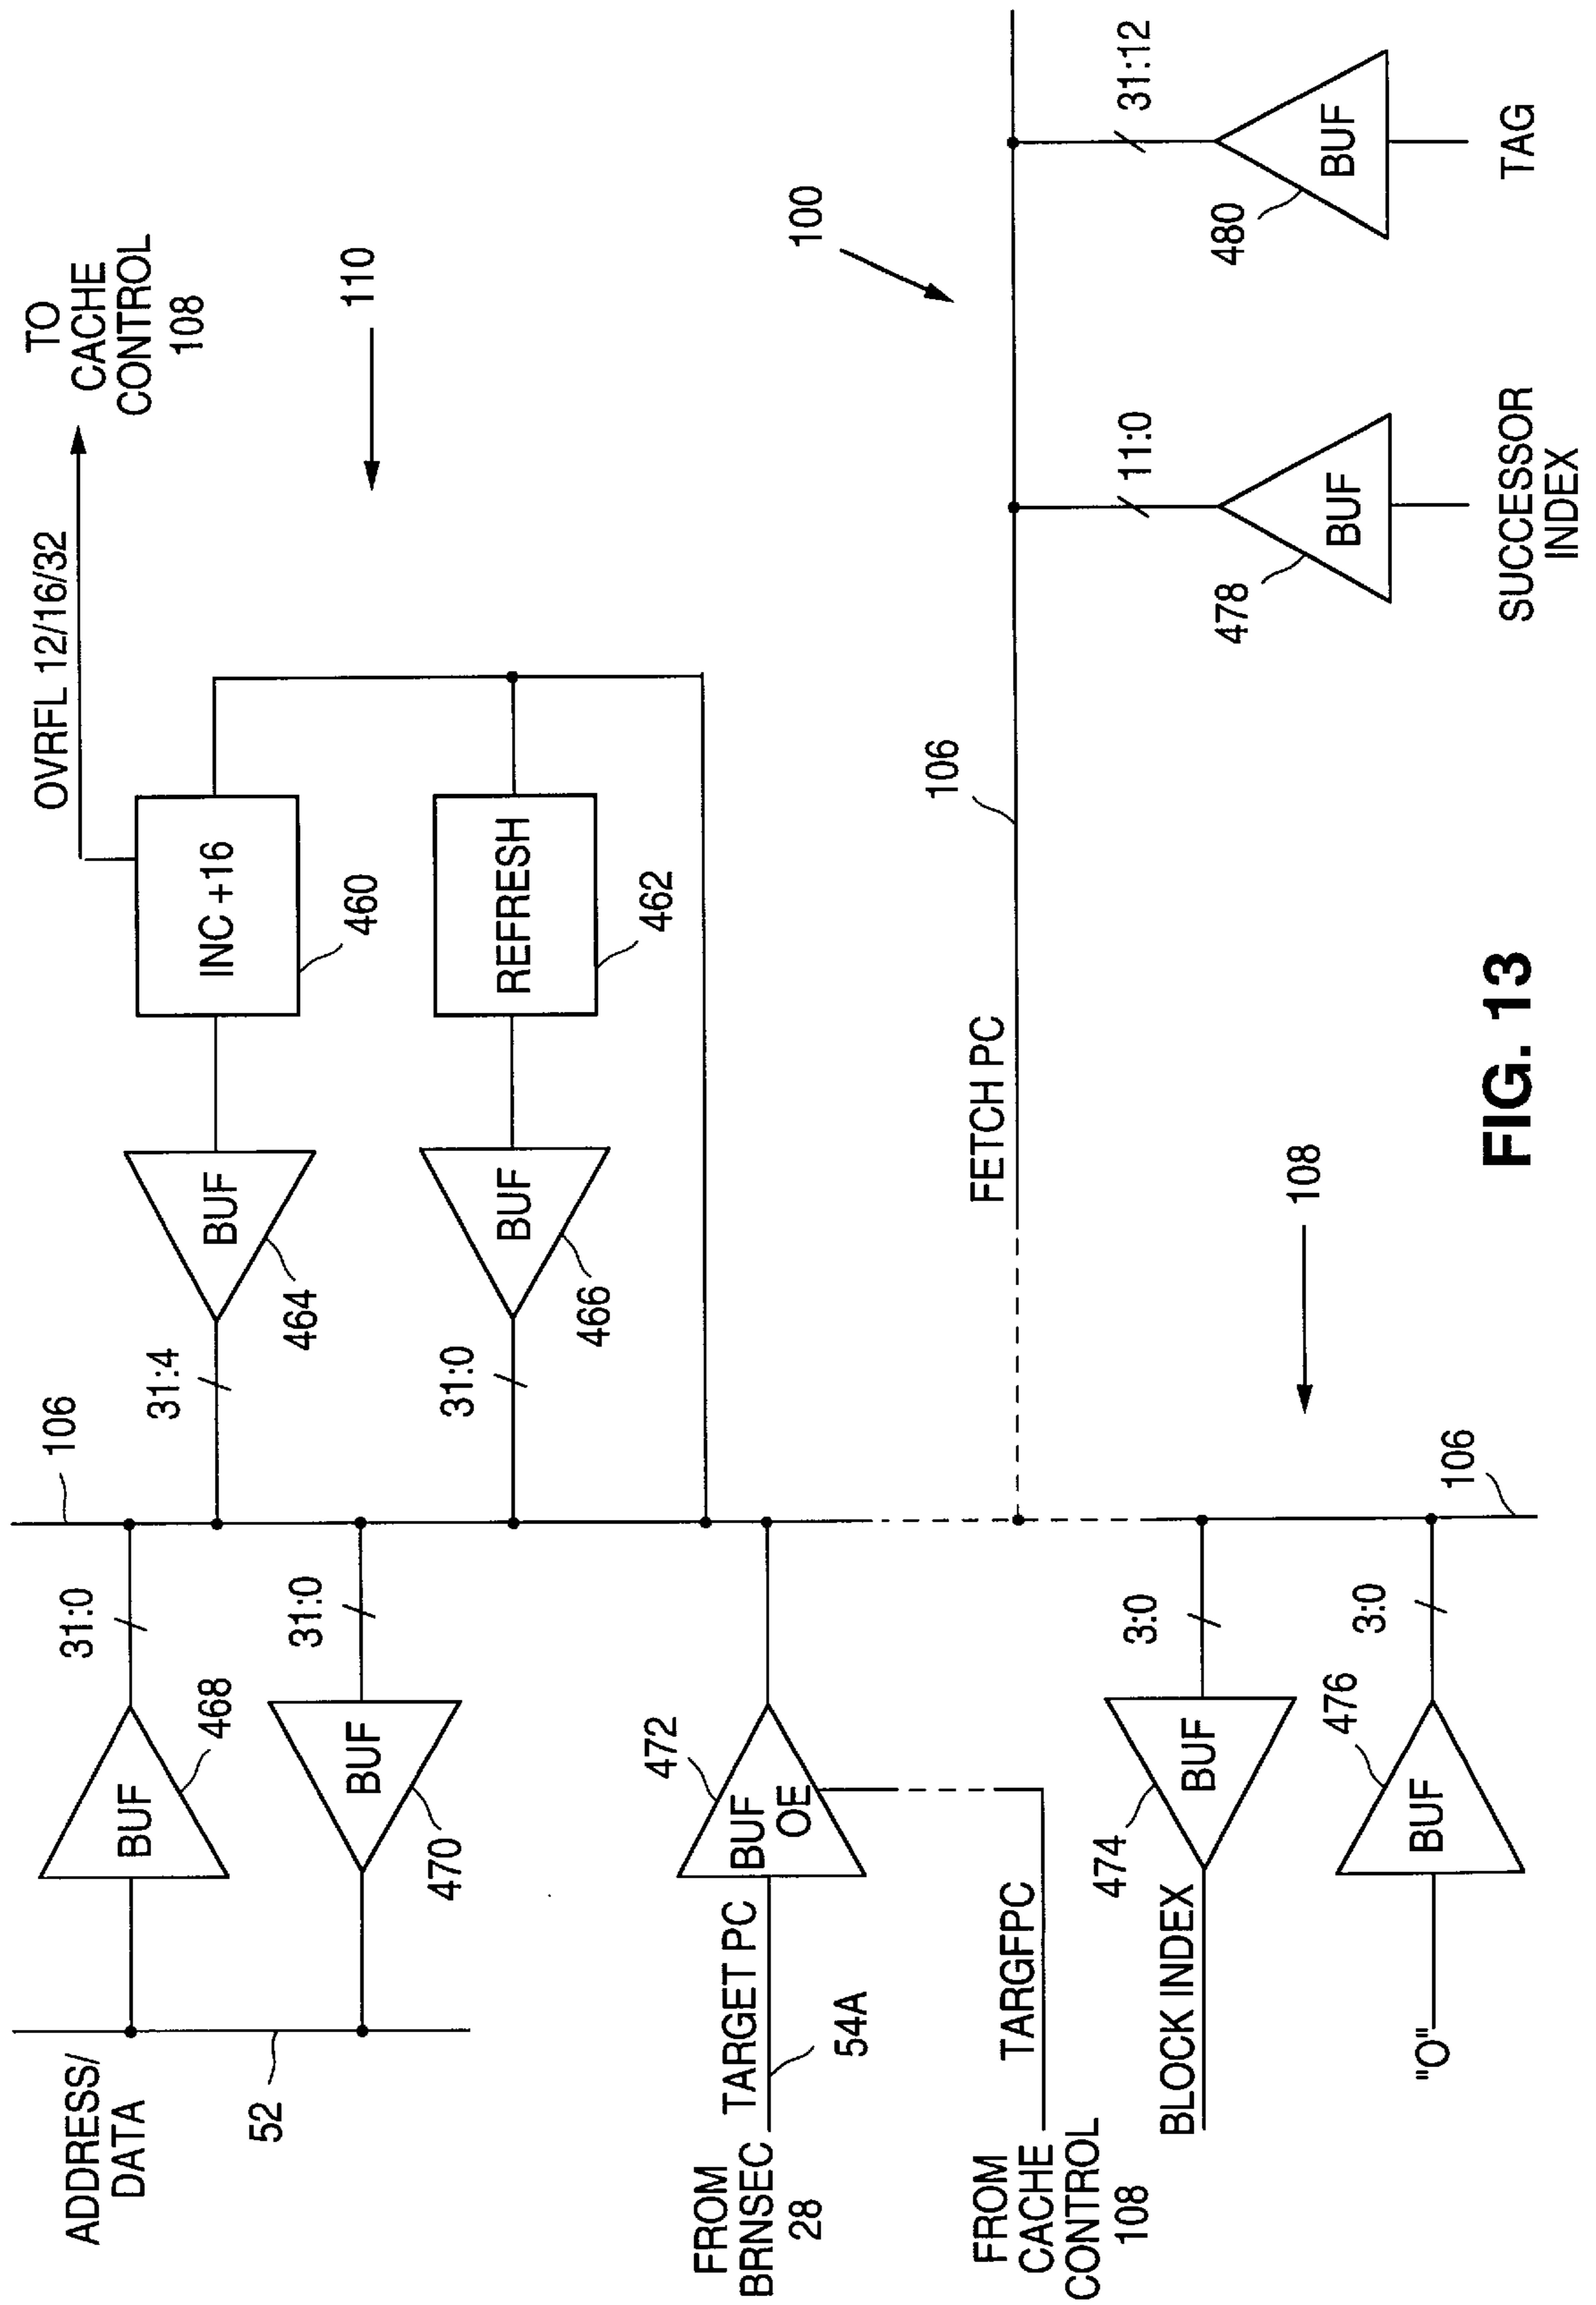 TO
CACHE
CONTROL
108
OVRFL 12/16/32
110
INC +16
460
REFRESH
462
BUF
464
31:4
BUF
466
31:0
106
31:0
BUF
468
31:0
BUF
470
ADDRESS/
DATA
52
472
BUF
OE
TARGET PC
54A
FROM
BRNSEC
28
TARGFPC
FROM
CACHE
CONTROL
108
3:0
BUF
474
BLOCK INDEX
3:0
476
BUF
"O"
106
108
FETCH PC
106
100
11:0
BUF
478
SUCCESSOR
INDEX
31:12
BUF
480
TAG
FIG. 13